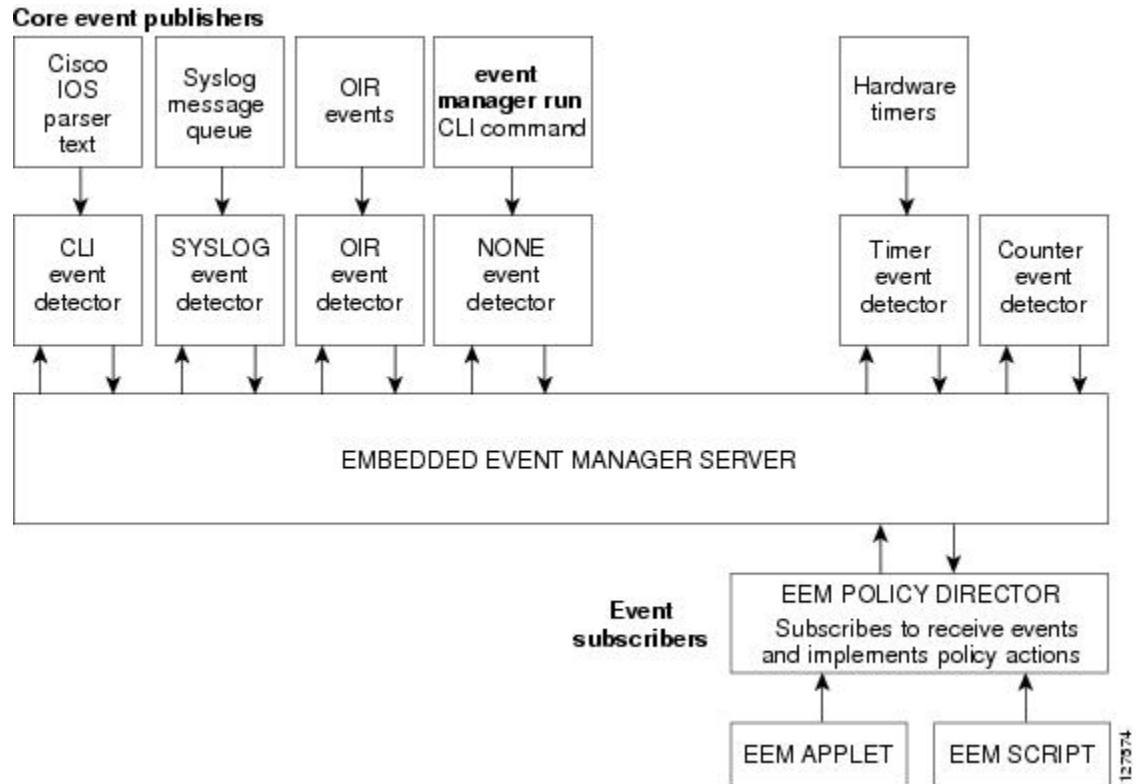 Core event publishers
Cisco
IOS
parser
text
Syslog
message
queue
OIR
events
event
manager run
CLI command
Hardware
timers
CLI
event
detector
SYSLOG
event
detector
OIR
event
detector
NONE
event
detector
Timer
event
detector
Counter
event
detector
EMBEDDED EVENT MANAGER SERVER
Event
subscribers
EEM POLICY DIRECTOR
Subscribes to receive events
and implements policy actions
EEM APPLET
EEM SCRIPT
127574